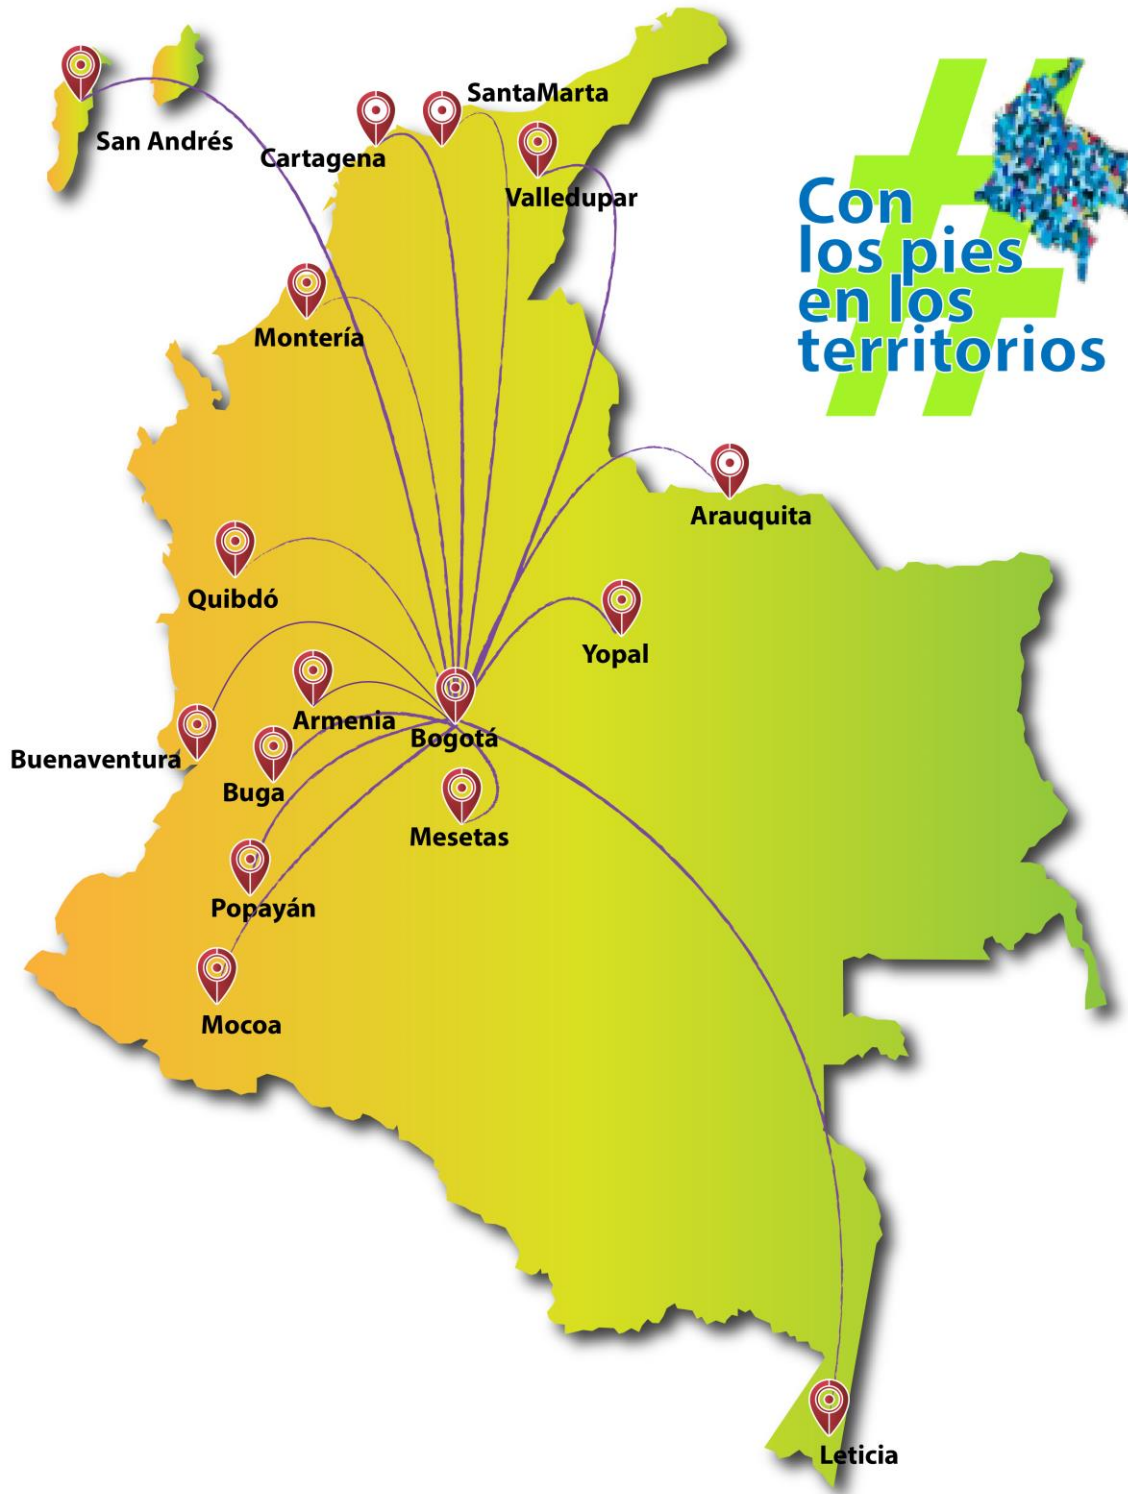 SantaMarta
San Andrés
Cartagena
Valledupar
#
Con
los pies
en los
territorios
Montería
Arauquita
Quibdó
Yopal
Armenia
Bogotá
Buenaventura
Buga
Mesetas
Popayán
Mocoa
Leticia